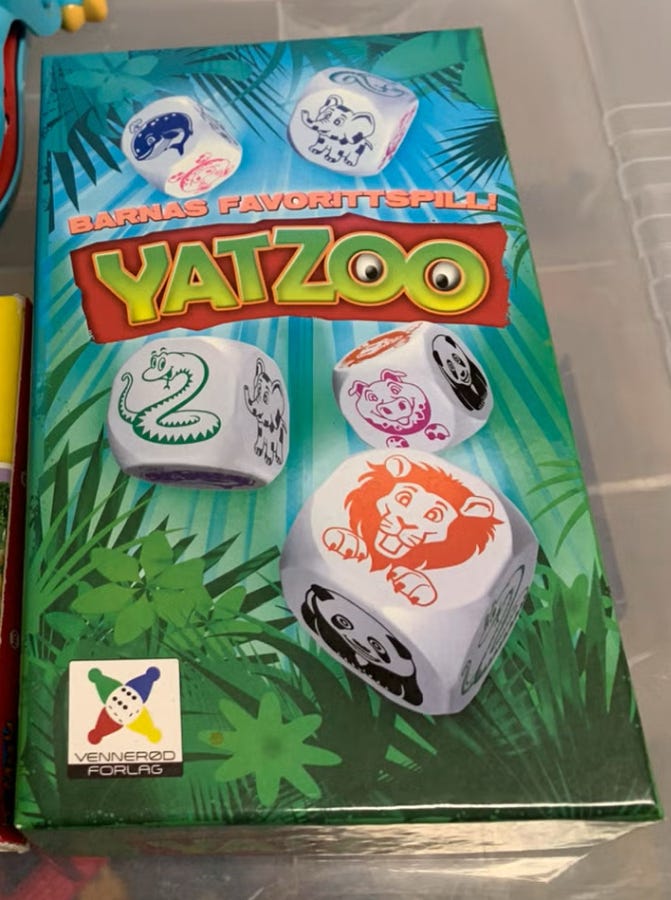 BARNAS FAVORITTSPILL!
YATZOO
VENNERØD
FORLAG